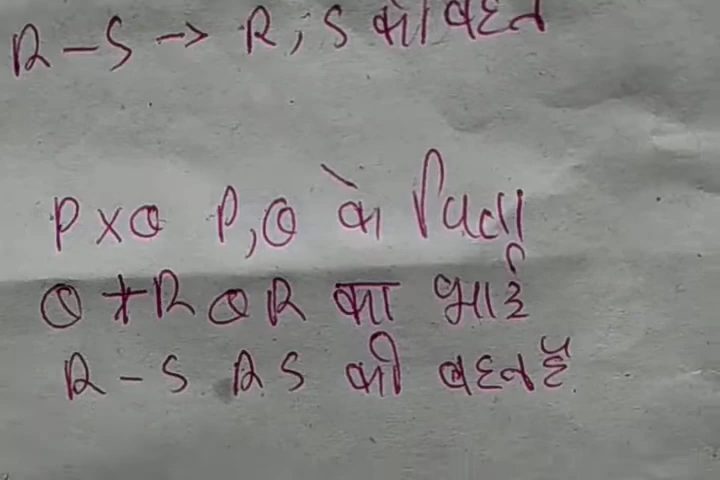 R - S → R, S की बहन
P × Q P, Q के पिता
Q + R Q R का भाई
R - S R S की बहन हैं